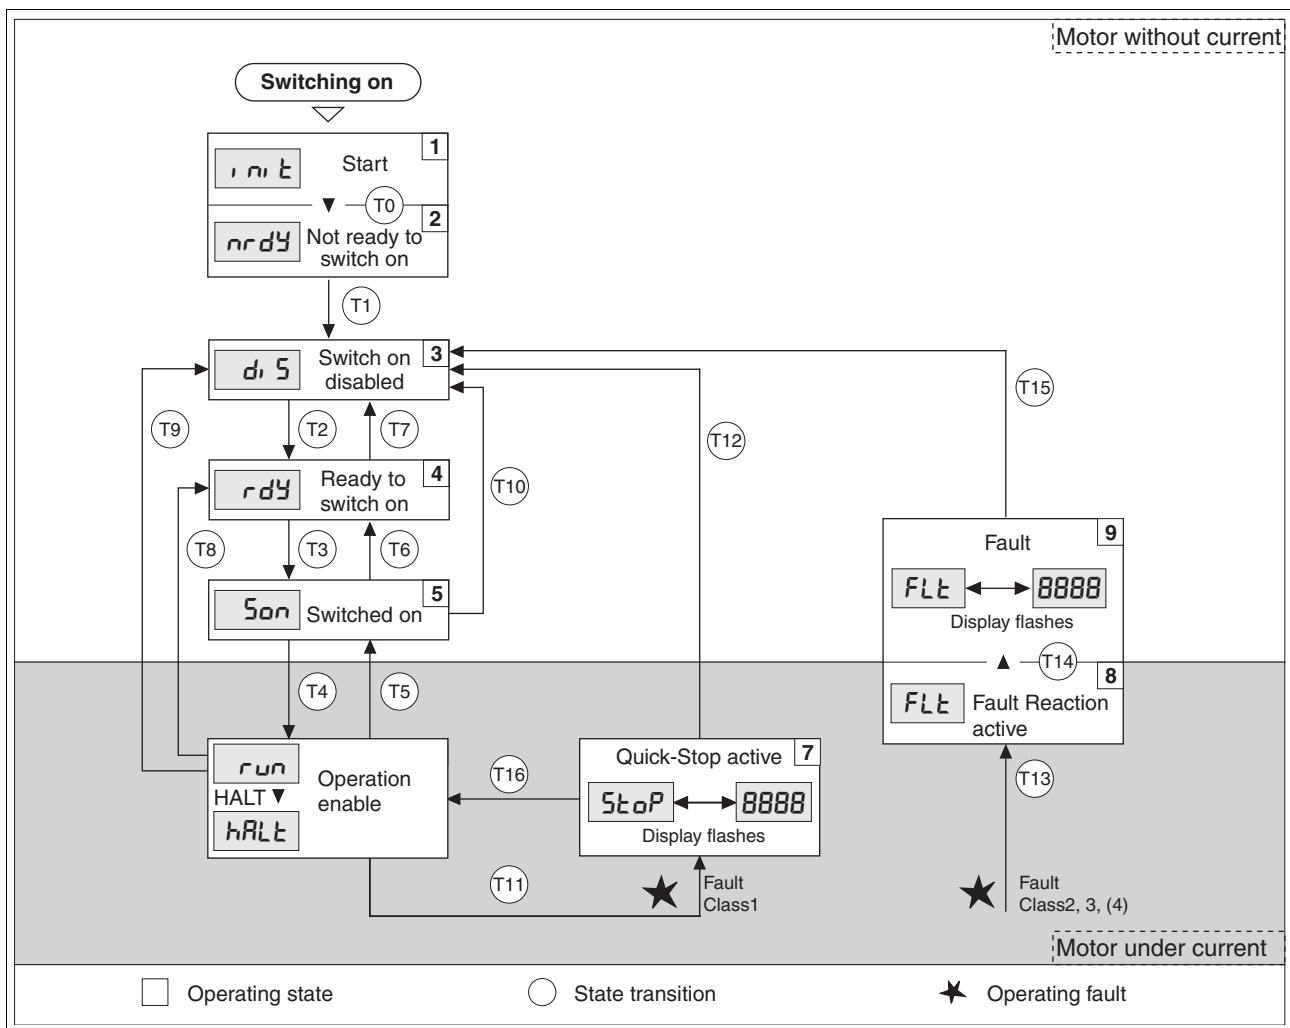 Motor without current
Switching on
1
init
Start
T0
2
nrdy
Not ready to
switch on
T1
3
diS
Switch on
disabled
T15
T9
T2
T7
T12
4
rdy
Ready to
switch on
T10
T8
T3
T6
9
Fault
FLt
8888
Display flashes
5
Son
Switched on
T14
8
FLt
Fault Reaction
active
T4
T5
run
HALT
hALt
Operation
enable
T16
7
Quick-Stop active
StoP
8888
Display flashes
T13
T11
Fault
Class1
Fault
Class2, 3, (4)
Motor under current
Operating state
State transition
Operating fault